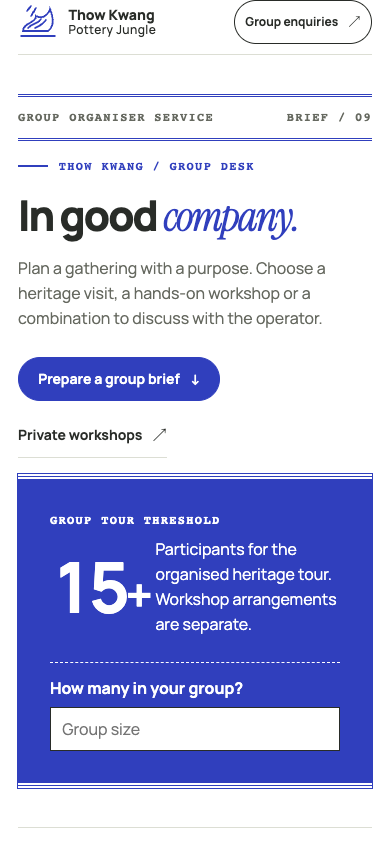 Thow Kwang
Pottery Jungle
Group enquiries ↗
GROUP ORGANISER SERVICE
BRIEF / 09
THOW KWANG / GROUP DESK
In good company.
Plan a gathering with a purpose. Choose a
heritage visit, a hands-on workshop or a
combination to discuss with the operator.
Prepare a group brief ↓
Private workshops ↗
GROUP TOUR THRESHOLD
15+
Participants for the
organised heritage tour.
Workshop arrangements
are separate.
How many in your group?
Group size